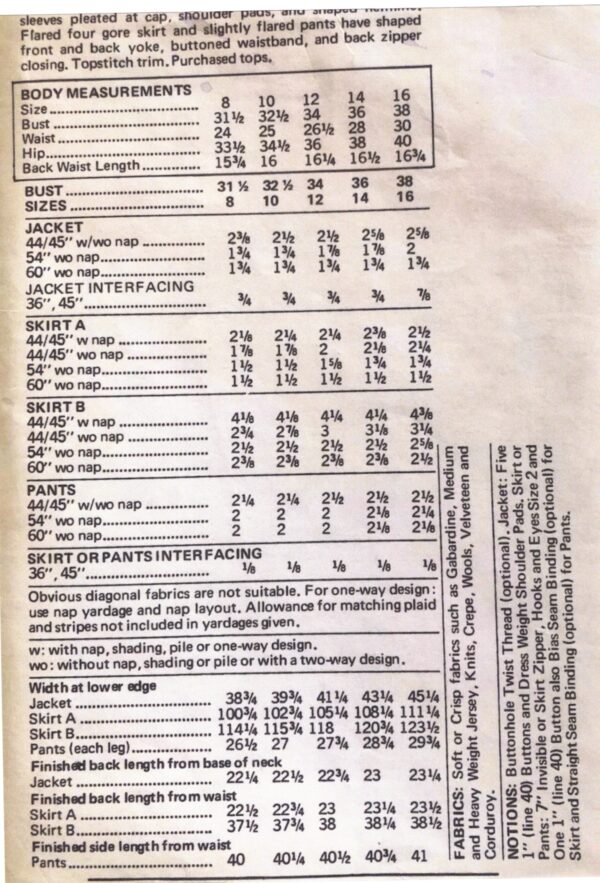 sleeves pleated at cap, shoulder pads, and shaped hemline.
Flared four gore skirt and slightly flared pants have shaped
front and back yoke, buttoned waistband, and back zipper
closing. Topstitch trim. Purchased tops.
BODY MEASUREMENTS
Size 8 10 12 14 16
Bust 31½ 32½ 34 36 38
Waist 24 25 26½ 28 30
Hip 33½ 34½ 36 38 40
Back Waist Length 15¾ 16 16¼ 16½ 16¾
BUST 31 ½ 32 ½ 34 36 38
SIZES 8 10 12 14 16
JACKET
44/45" w/wo nap 2⅜ 2½ 2½ 2⅝ 2⅝
54" wo nap 1¾ 1¾ 1⅞ 1⅞ 2
60" wo nap 1¾ 1¾ 1¾ 1¾ 1¾
JACKET INTERFACING
36", 45" ¾ ¾ ¾ ¾ ⅞
SKIRT A
44/45" w nap 2⅛ 2¼ 2¼ 2⅜ 2½
44/45" wo nap 1⅞ 1⅞ 2 2⅛ 2¼
54" wo nap 1½ 1½ 1⅝ 1¾ 1¾
60" wo nap 1½ 1½ 1½ 1½ 1½
SKIRT B
44/45" w nap 4⅛ 4⅛ 4¼ 4¼ 4⅜
44/45" wo nap 2¾ 2⅞ 3 3⅛ 3¼
54" wo nap 2½ 2½ 2½ 2½ 2⅝
60" wo nap 2⅜ 2⅜ 2⅜ 2⅜ 2½
PANTS
44/45" w/wo nap 2¼ 2¼ 2½ 2½ 2½
54" wo nap 2 2 2 2⅛ 2¼
60" wo nap 2 2 2 2⅛ 2⅛
SKIRT OR PANTS INTERFACING
36", 45" ⅛ ⅛ ⅛ ⅛ ⅛
Obvious diagonal fabrics are not suitable. For one-way design:
use nap yardage and nap layout. Allowance for matching plaid
and stripes not included in yardages given.
w: with nap, shading, pile or one-way design.
wo: without nap, shading or pile or with a two-way design.
Width at lower edge
Jacket 38¾ 39¾ 41¼ 43¼ 45¼
Skirt A 100¾ 102¾ 105¼ 108¼ 111¼
Skirt B 114¼ 115¾ 118 120¾ 123½
Pants (each leg) 26½ 27 27¾ 28¾ 29¾
Finished back length from base of neck
Jacket 22¼ 22½ 22¾ 23 23¼
Finished back length from waist
Skirt A 22½ 22¾ 23 23¼ 23½
Skirt B 37½ 37¾ 38 38¼ 38½
Finished side length from waist
Pants 40 40¼ 40½ 40¾ 41
FABRICS: Soft or Crisp fabrics such as Gabardine, Medium
and Heavy Weight Jersey, Knits, Crepe, Wools, Velveteen and
Corduroy.
NOTIONS: Buttonhole Twist Thread (optional). Jacket: Five
1" (line 40) Buttons and Dress Weight Shoulder Pads. Skirt or
Pants: 7" Invisible or Skirt Zipper, Hooks and Eyes Size 2 and
One 1" (line 40) Button also Bias Seam Binding (optional) for
Skirt and Straight Seam Binding (optional) for Pants.